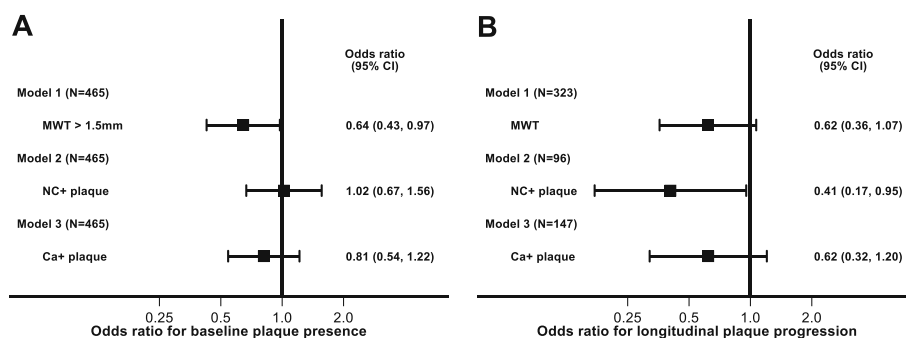 A
Odds ratio
(95% CI)
Model 1 (N=465)
MWT > 1.5mm 0.64 (0.43, 0.97)
Model 2 (N=465)
NC+ plaque 1.02 (0.67, 1.56)
Model 3 (N=465)
Ca+ plaque 0.81 (0.54, 1.22)
0.25 0.5 1.0 2.0
Odds ratio for baseline plaque presence
B
Odds ratio
(95% CI)
Model 1 (N=323)
MWT 0.62 (0.36, 1.07)
Model 2 (N=96)
NC+ plaque 0.41 (0.17, 0.95)
Model 3 (N=147)
Ca+ plaque 0.62 (0.32, 1.20)
0.25 0.5 1.0 2.0
Odds ratio for longitudinal plaque progression